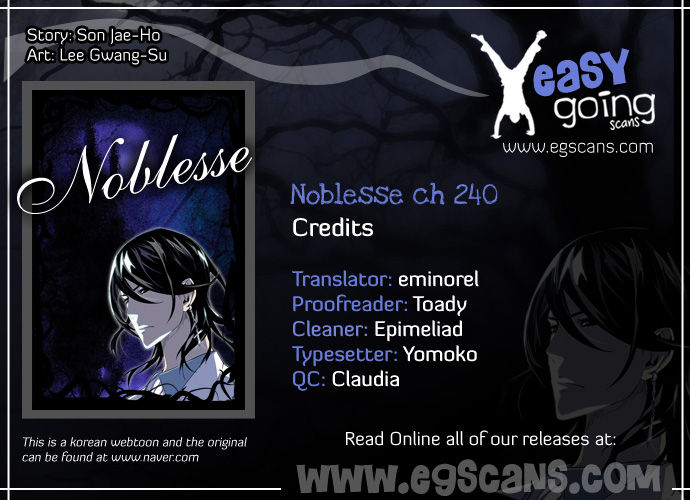 Story: Son Jae-Ho
Art: Lee Gwang-Su
easy
going
scans
www.egscans.com
Noblesse
Noblesse ch 240
Credits
Translator: eminorel
Proofreader: Toady
Cleaner: Epimeliad
Typesetter: Yomoko
QC: Claudia
This is a korean webtoon and the original
can be found at www.naver.com
Read Online all of our releases at:
www.egscans.com